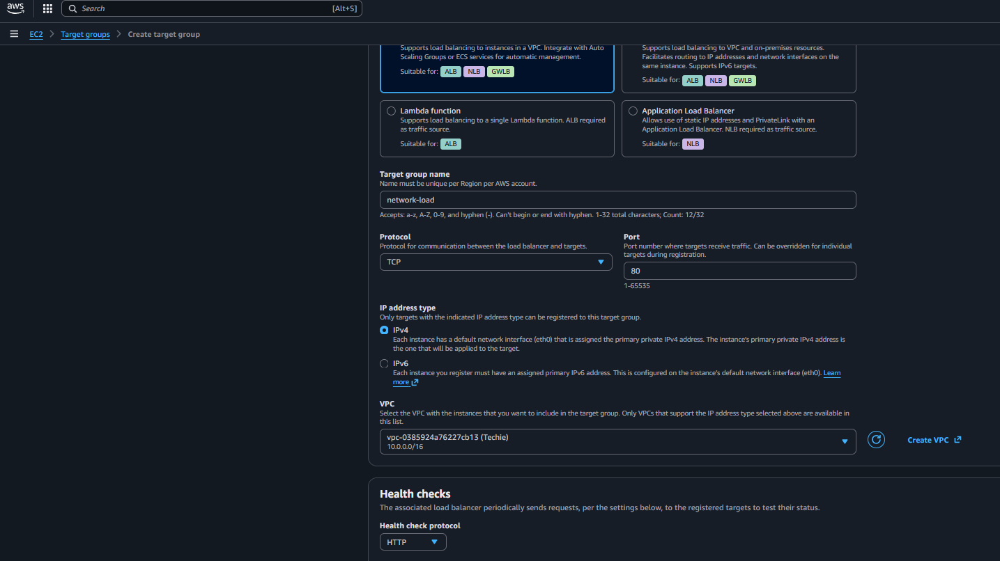 aws
Search
[Alt+S]
EC2 > Target groups > Create target group
Supports load balancing to instances in a VPC. Integrate with Auto
Scaling Groups or ECS services for automatic management.
Suitable for: ALB NLB GWLB
Supports load balancing to VPC and on-premises resources.
Facilitates routing to IP addresses and network interfaces on the
same instance. Supports IPv6 targets.
Suitable for: ALB NLB GWLB
Lambda function
Supports load balancing to a single Lambda function. ALB required
as traffic source.
Suitable for: ALB
Application Load Balancer
Allows use of static IP addresses and PrivateLink with an
Application Load Balancer. NLB required as traffic source.
Suitable for: NLB
Target group name
Name must be unique per Region per AWS account.
network-load
Accepts: a-z, A-Z, 0-9, and hyphen (-). Can't begin or end with hyphen. 1-32 total characters; Count: 12/32
Protocol
Protocol for communication between the load balancer and targets.
TCP
Port
Port number where targets receive traffic. Can be overridden for individual
targets during registration.
80
1-65535
IP address type
Only targets with the indicated IP address type can be registered to this target group.
IPv4
Each instance has a default network interface (eth0) that is assigned the primary private IPv4 address. The instance's primary private IPv4 address is
the one that will be applied to the target.
IPv6
Each instance you register must have an assigned primary IPv6 address. This is configured on the instance's default network interface (eth0). Learn
more
VPC
Select the VPC with the instances that you want to include in the target group. Only VPCs that support the IP address type selected above are available in
this list.
vpc-0385924a76227cb13 (Techie)
10.0.0.0/16
Create VPC
Health checks
The associated load balancer periodically sends requests, per the settings below, to the registered targets to test their status.
Health check protocol
HTTP